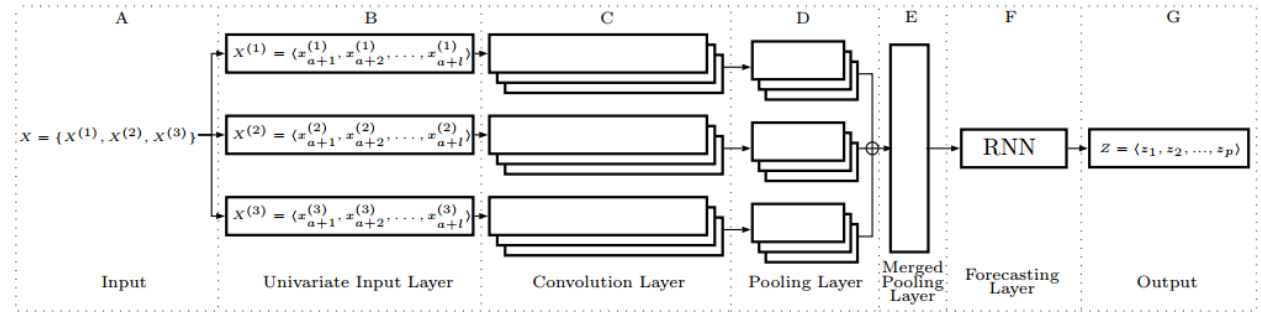 A B C D E F G
X^{(1)} = ⟨x^{(1)}_{a+1}, x^{(1)}_{a+2}, . . . , x^{(1)}_{a+l}⟩
X = {X^{(1)}, X^{(2)}, X^{(3)}}
X^{(2)} = ⟨x^{(2)}_{a+1}, x^{(2)}_{a+2}, . . . , x^{(2)}_{a+l}⟩
RNN
Z = ⟨z_1, z_2, ..., z_p⟩
X^{(3)} = ⟨x^{(3)}_{a+1}, x^{(3)}_{a+2}, . . . , x^{(3)}_{a+l}⟩
Input
Univariate Input Layer
Convolution Layer
Pooling Layer
Merged
Pooling
Layer
Forecasting
Layer
Output